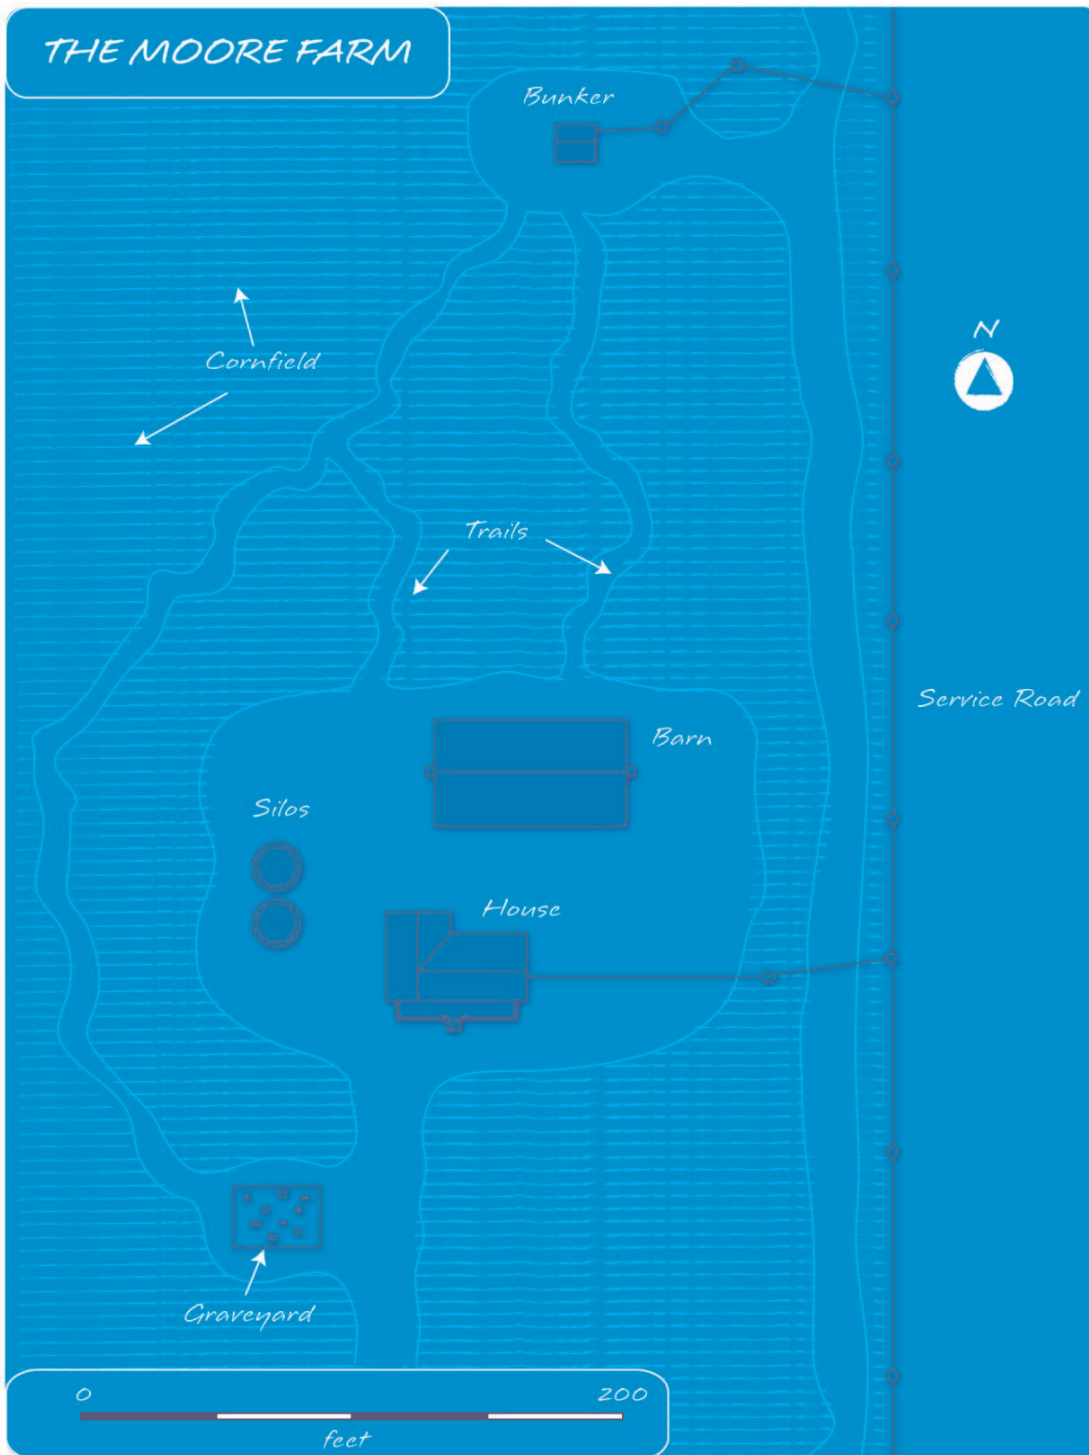 THE MOORE FARM
Bunker
N
Cornfield
Trails
Service Road
Barn
Silos
House
Graveyard
0 200
feet